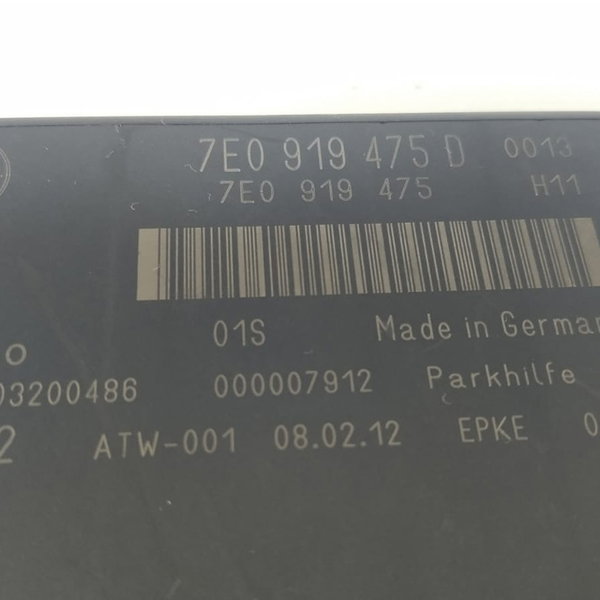 7E0 919 475 D 0013
7E0 919 475 H11
01S Made in German
03200486 000007912 Parkhilfe
2 ATW-001 08.02.12 EPKE 0